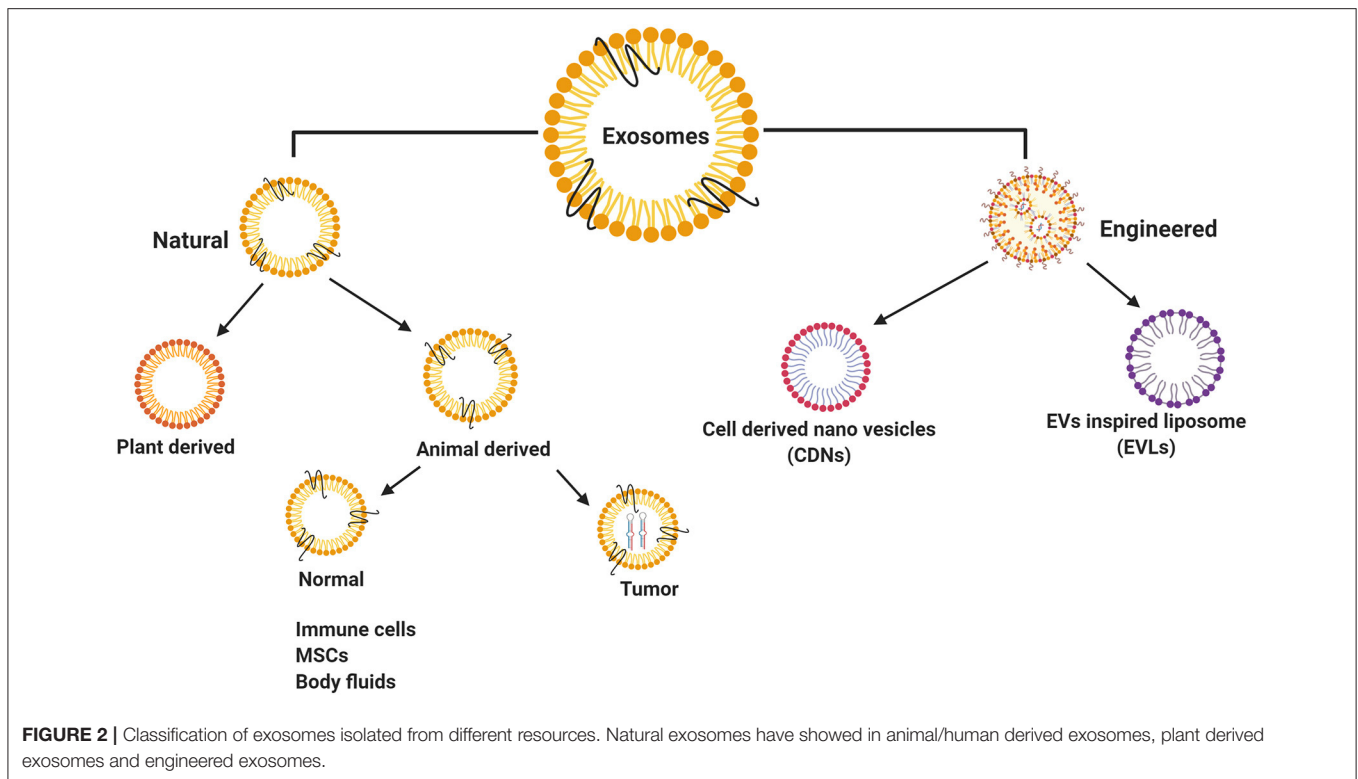 Exosomes
Natural
Engineered
Plant derived
Animal derived
Cell derived nano vesicles
(CDNs)
EVs inspired liposome
(EVLs)
Normal
Tumor
Immune cells
MSCs
Body fluids
FIGURE 2 | Classification of exosomes isolated from different resources. Natural exosomes have showed in animal/human derived exosomes, plant derived
exosomes and engineered exosomes.